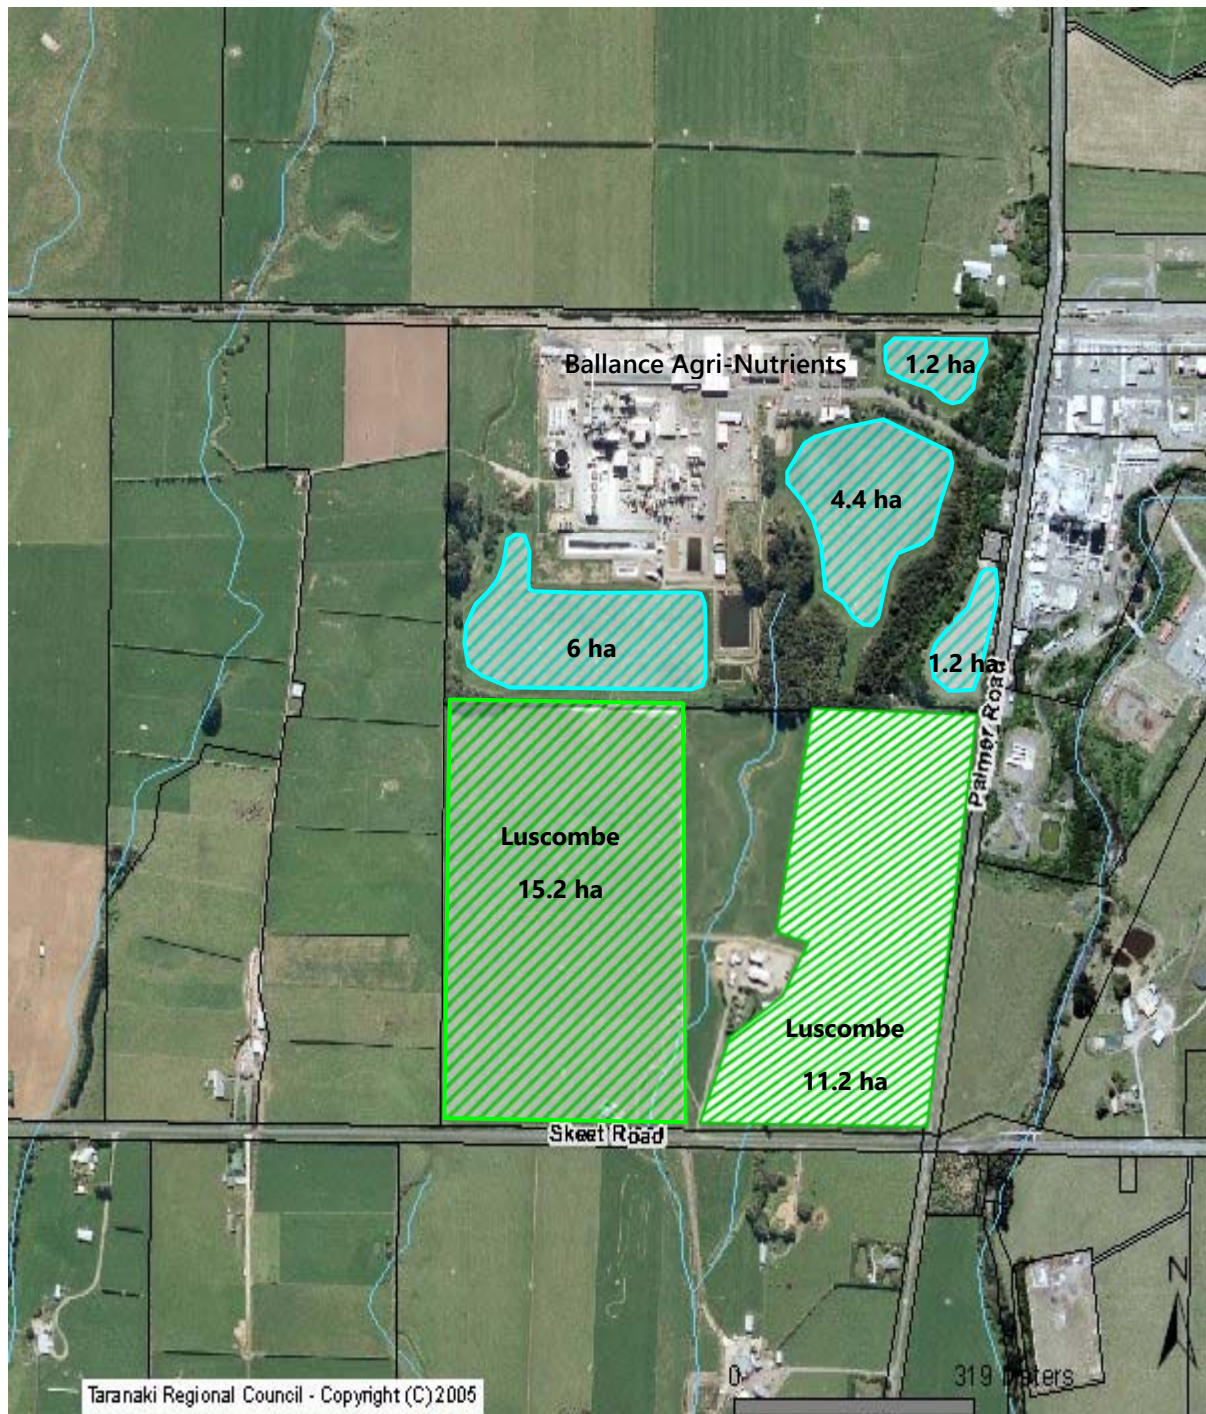 Ballance Agri-Nutrients
1.2 ha
4.4 ha
6 ha
1.2 ha
Palmer Road
Luscombe
15.2 ha
Luscombe
11.2 ha
Skeet Road
N
0
319 Meters
Taranaki Regional Council - Copyright (C)2005